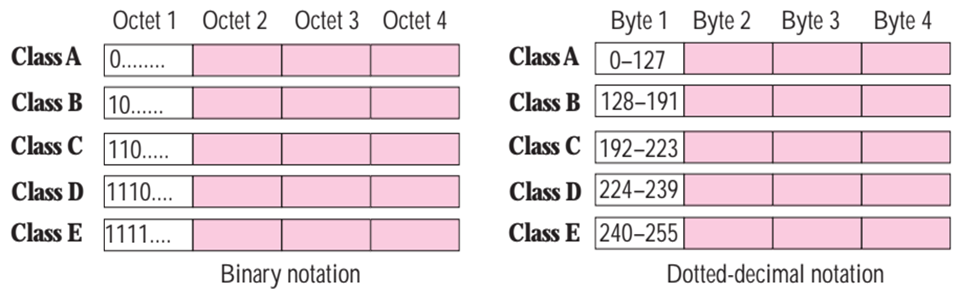 Octet 1 Octet 2 Octet 3 Octet 4
Class A 0........
Class B 10......
Class C 110.....
Class D 1110....
Class E 1111....
Binary notation
Byte 1 Byte 2 Byte 3 Byte 4
Class A 0–127
Class B 128–191
Class C 192–223
Class D 224–239
Class E 240–255
Dotted-decimal notation